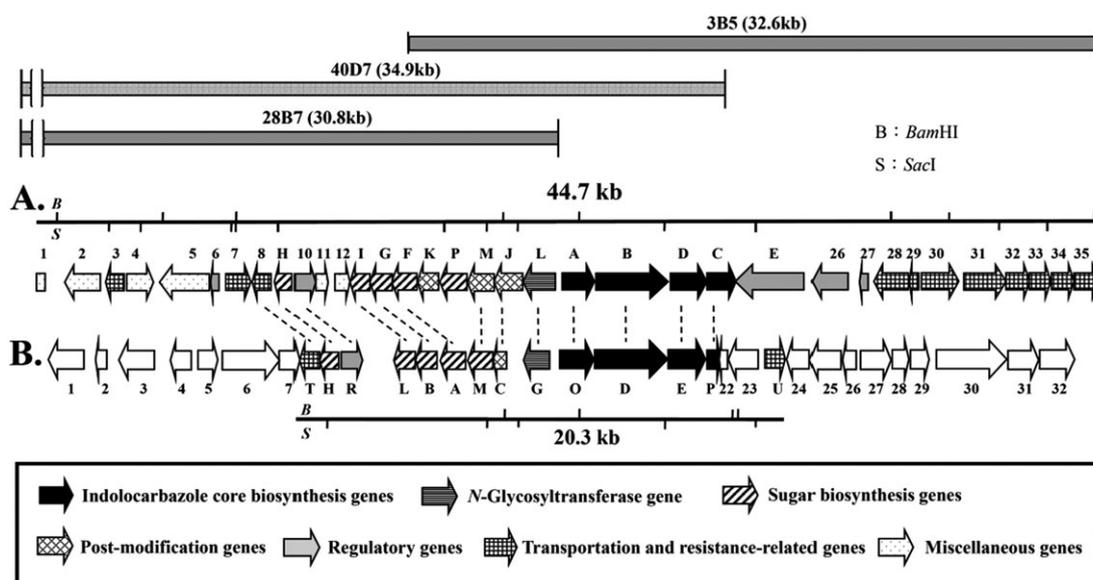 3B5 (32.6kb)
40D7 (34.9kb)
28B7 (30.8kb)
B : BamHI
S : SacI
A. B 44.7 kb
S
1 2 3 4 5 6 7 8 H 10 11 12 I G F K P M J L A B D C E 26 27 28 29 30 31 32 33 34 35
B.
1 2 3 4 5 6 7 T H R L B A M C G O D E P 22 23 U 24 25 26 27 28 29 30 31 32
B
S 20.3 kb
Indolocarbazole core biosynthesis genes N-Glycosyltransferase gene Sugar biosynthesis genes
Post-modification genes Regulatory genes Transportation and resistance-related genes Miscellaneous genes